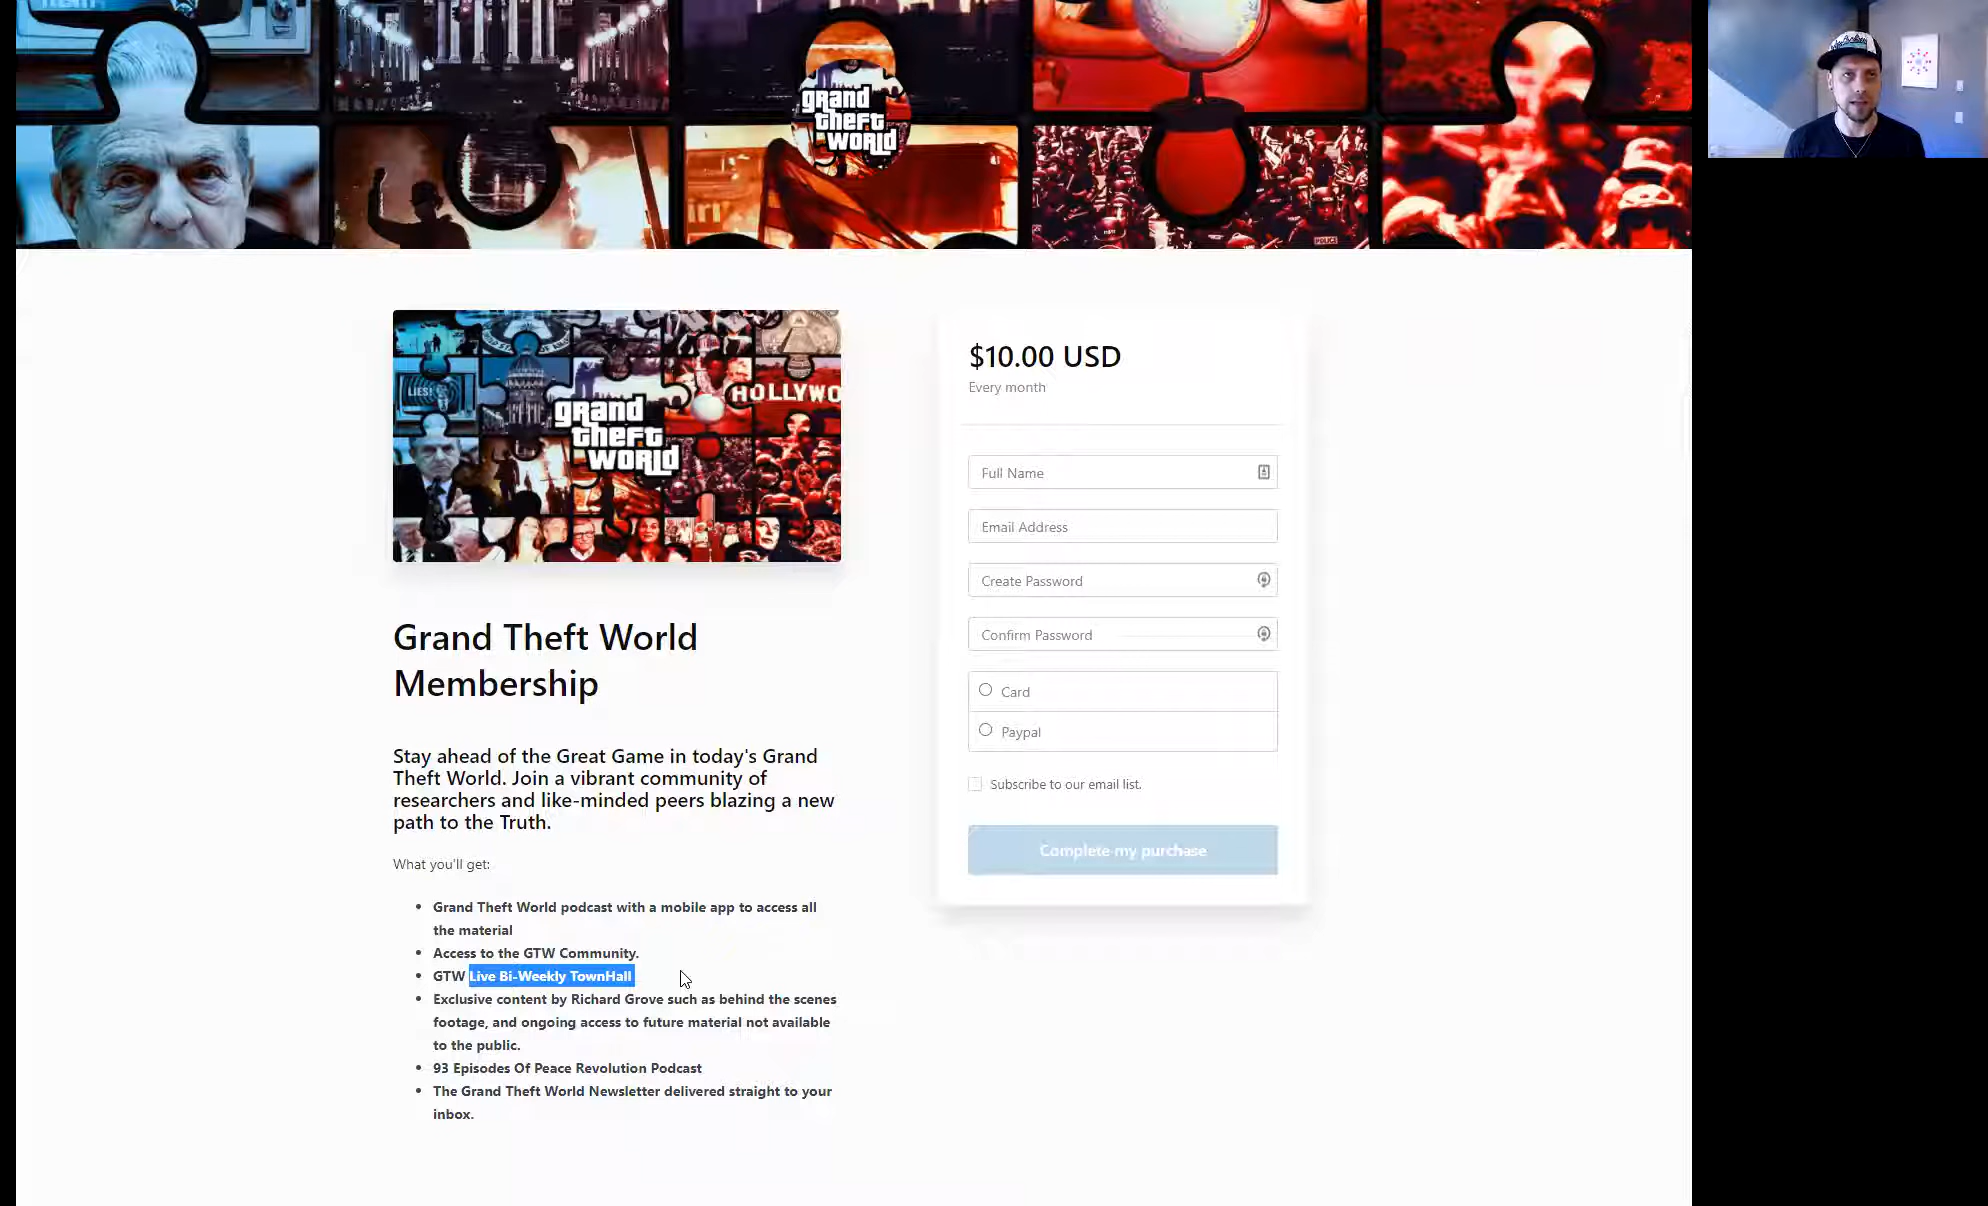 grand
theft
world
POLICE
LIES!
HOLLYWO
grand
theft
world
$10.00 USD
Every month
Full Name
Email Address
Create Password
Confirm Password
Card
Paypal
Subscribe to our email list.
Complete my purchase
Grand Theft World
Membership
Stay ahead of the Great Game in today's Grand
Theft World. Join a vibrant community of
researchers and like-minded peers blazing a new
path to the Truth.
What you'll get:
• Grand Theft World podcast with a mobile app to access all
the material
• Access to the GTW Community.
• GTW Live Bi-Weekly TownHall
• Exclusive content by Richard Grove such as behind the scenes
footage, and ongoing access to future material not available
to the public.
• 93 Episodes Of Peace Revolution Podcast
• The Grand Theft World Newsletter delivered straight to your
inbox.